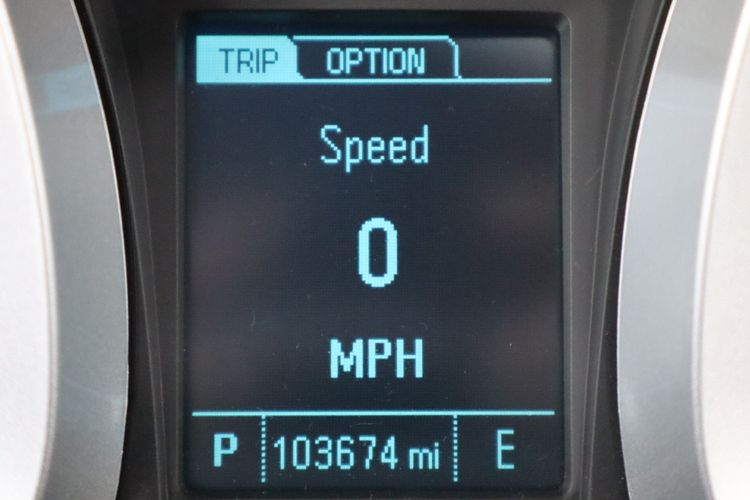 TRIP OPTION
Speed
0
MPH
P 103674 mi E